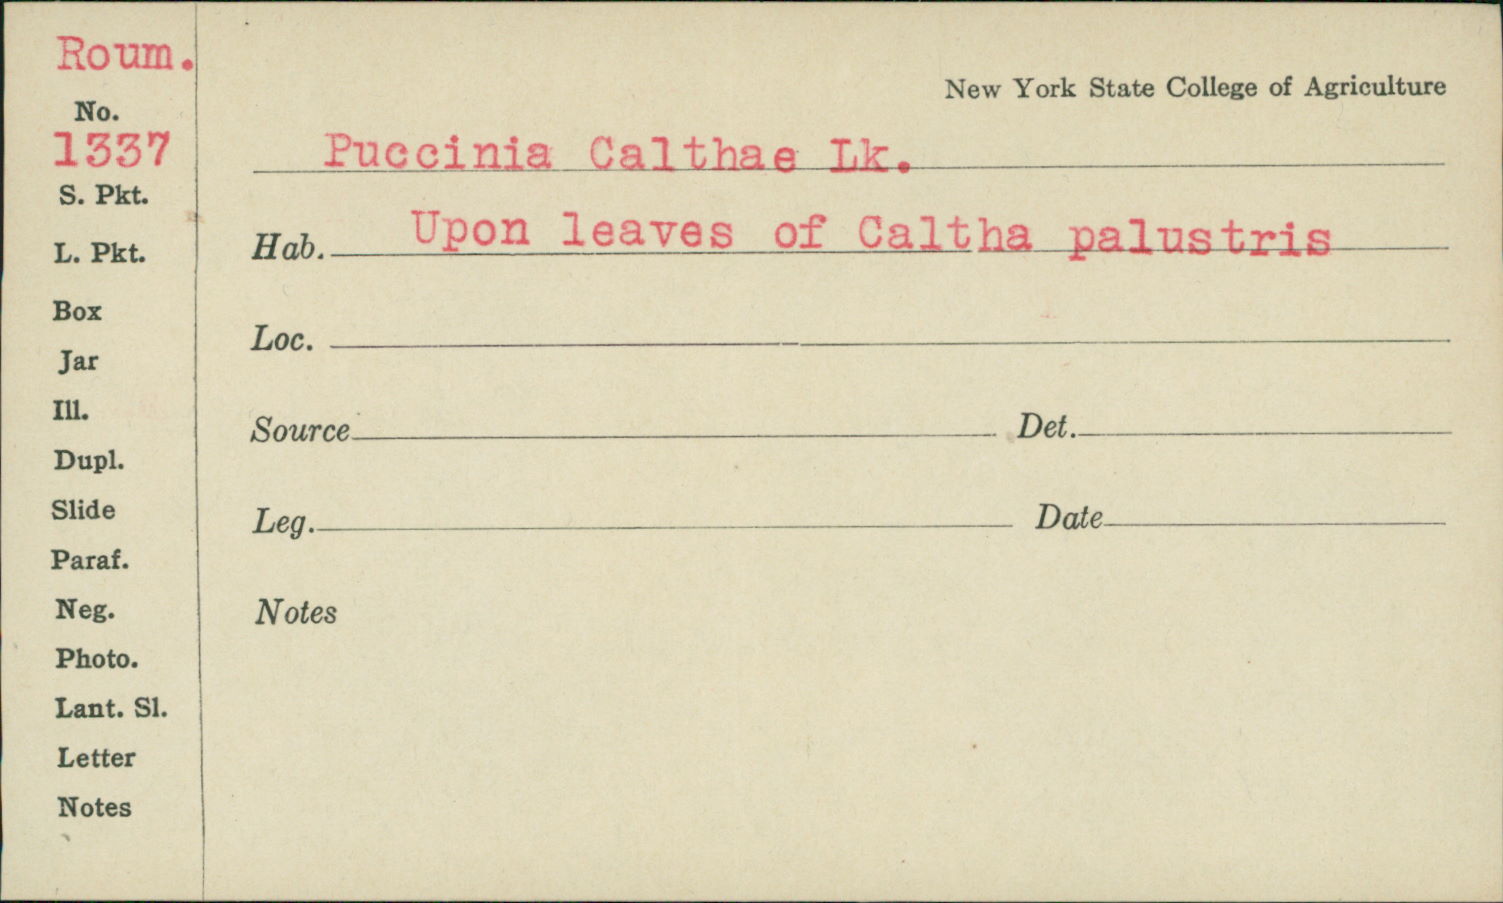 Roum.
No.
1337
S. Pkt.
L. Pkt.
Box
Jar
Ill.
Dupl.
Slide
Paraf.
Neg.
Photo.
Lant. Sl.
Letter
Notes
New York State College of Agriculture
Puccinia Calthae Lk.
Hab. Upon leaves of Caltha palustris
Loc.
Source Det.
Leg. Date
Notes